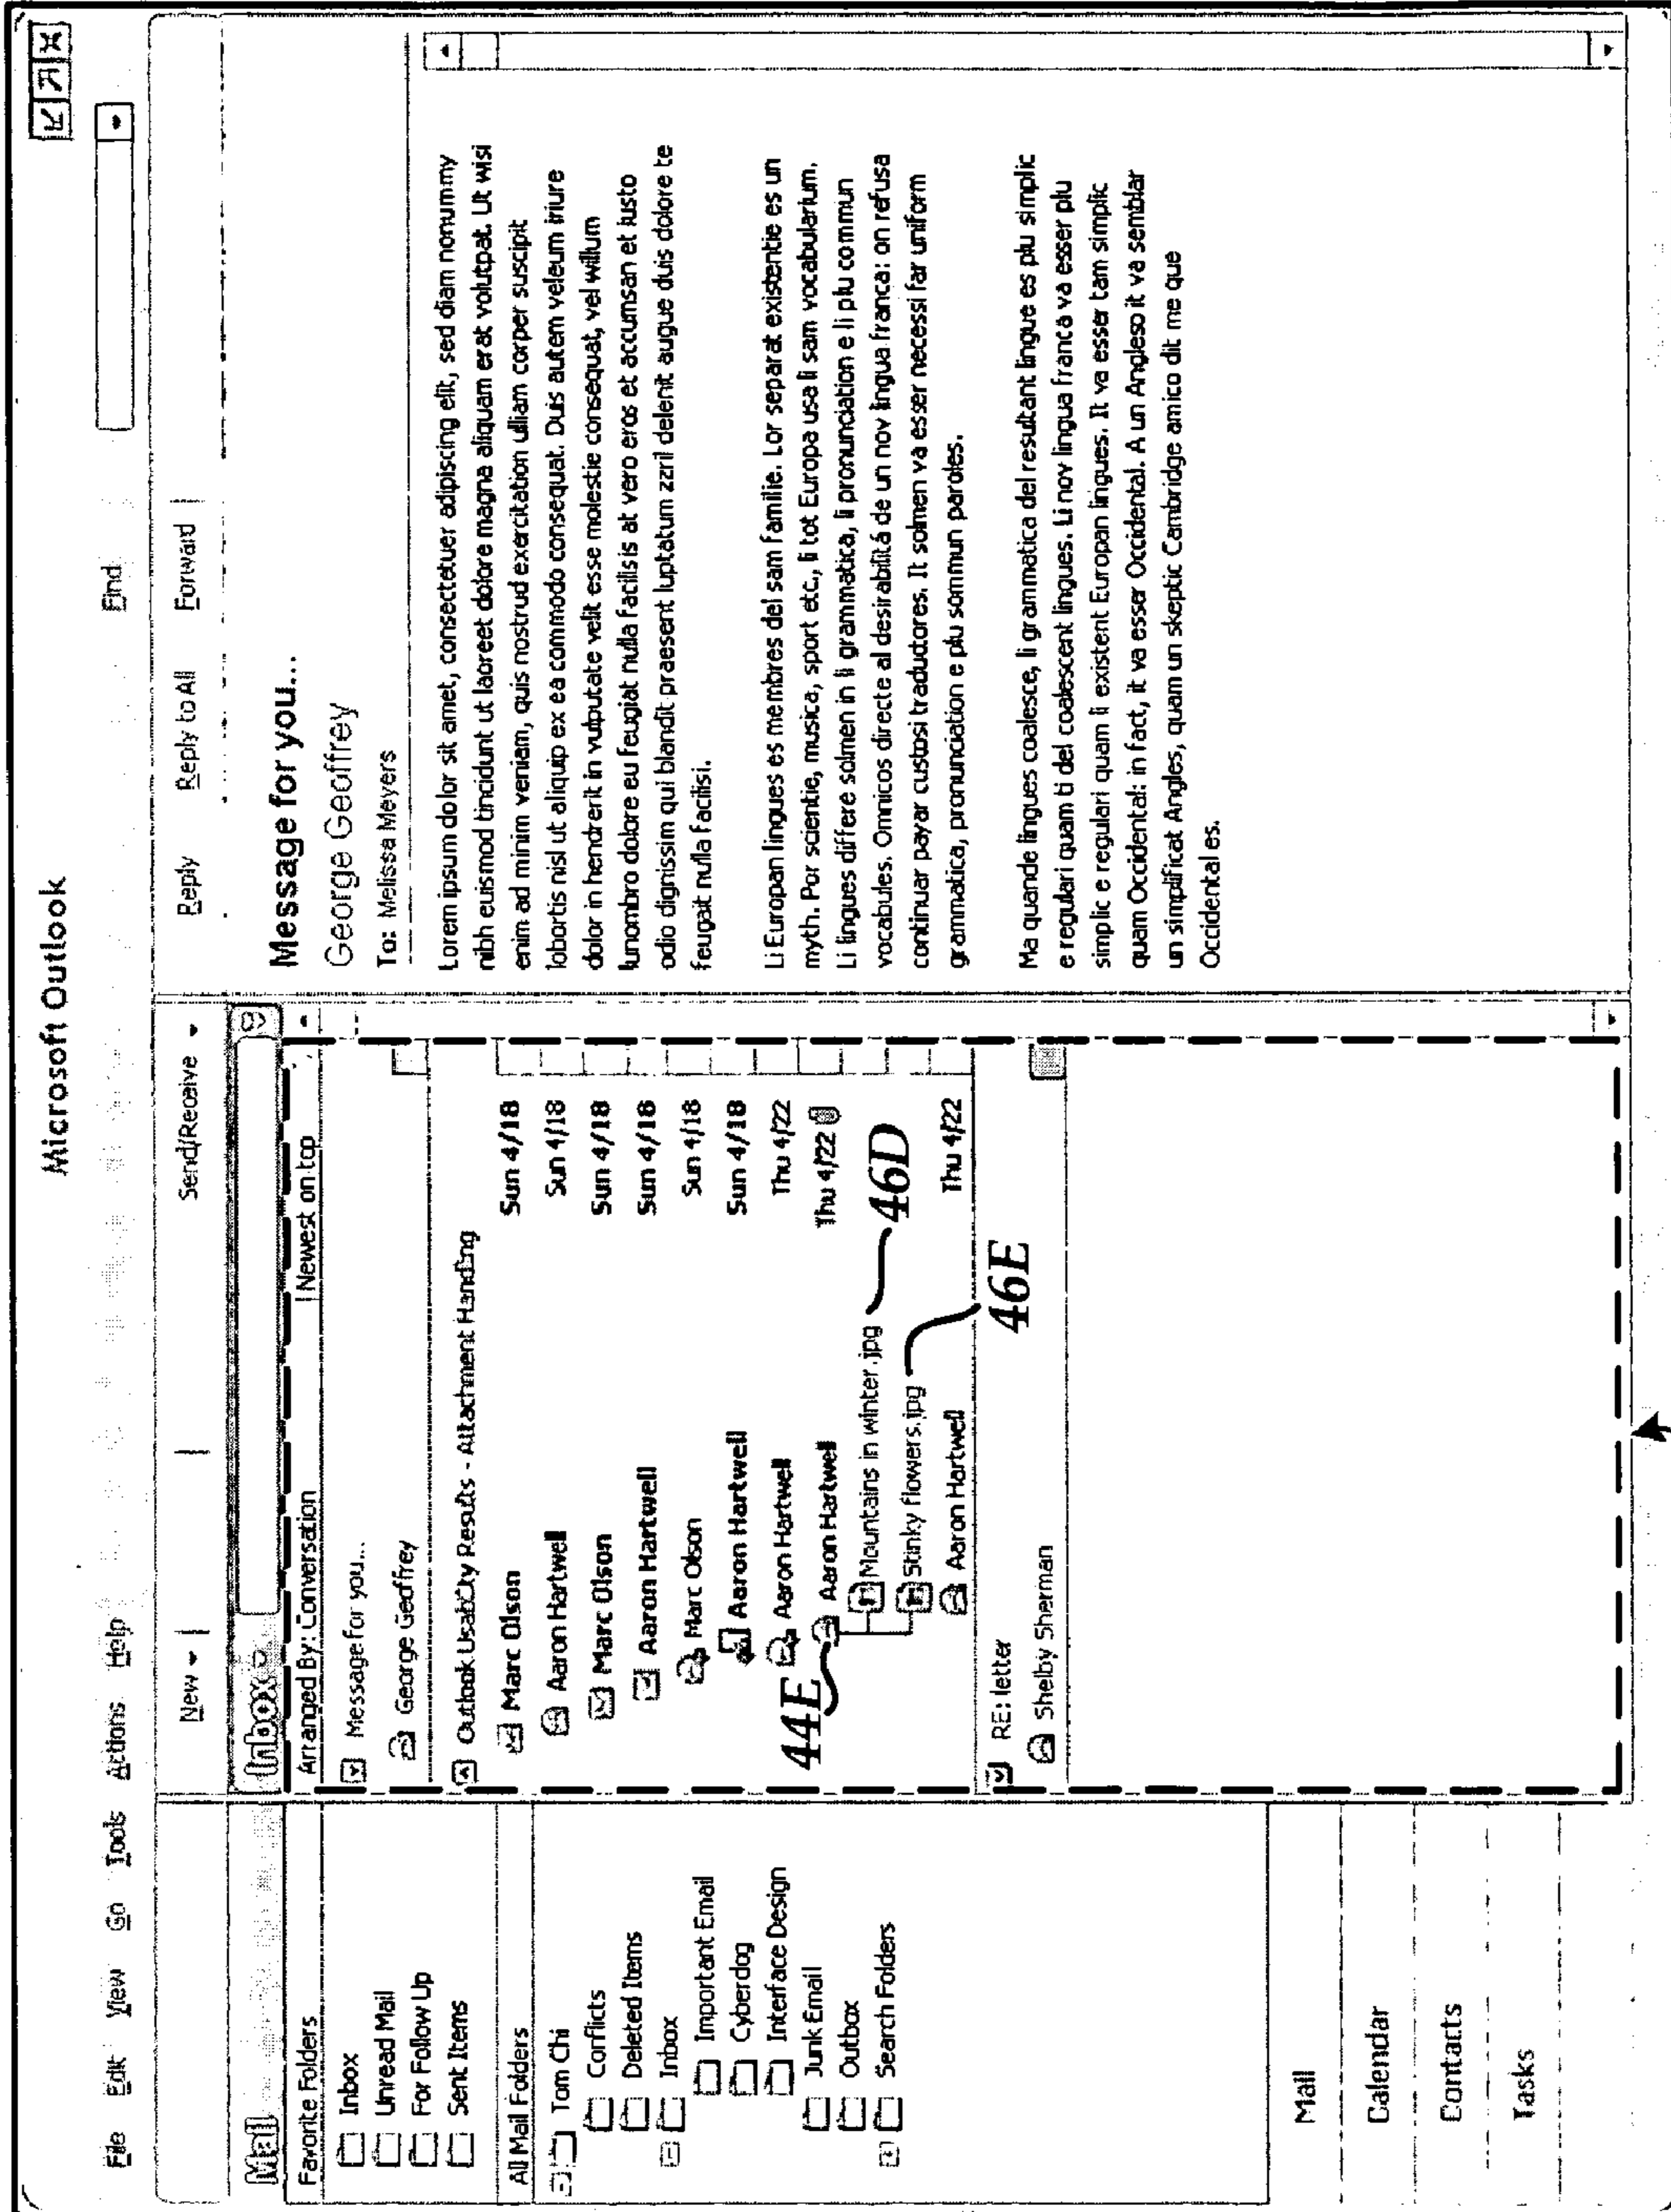 Microsoft Outlook
File Edit View Go Tools Actions Help
Find
New
Send/Receive
Reply Reply to All Forward
Mail
Favorite Folders
Inbox
Unread Mail
For Follow Up
Sent Items
All Mail Folders
Tom Chi
Conflicts
Deleted Items
Inbox
Important Email
Cyberdog
Interface Design
Junk Email
Outbox
Search Folders
Mail
Calendar
Contacts
Tasks
Inbox
Arranged By: Conversation Newest on top
Message for you...
George Geoffrey
Outlook Usability Results - Attachment Handling
Marc Olson Sun 4/18
Aaron Hartwell Sun 4/18
Marc Olson Sun 4/18
Aaron Hartwell Sun 4/18
Marc Olson Sun 4/18
Aaron Hartwell Sun 4/18
Aaron Hartwell Thu 4/22
44E
Aaron Hartwell Thu 4/22
Mountains in winter.jpg
46D
Stinky flowers.jpg
46E
Aaron Hartwell Thu 4/22
RE: letter
Shelby Sherman
Message for you...
George Geoffrey
To: Melissa Meyers
Lorem ipsum dolor sit amet, consectetuer adipiscing elit, sed diam nonummy
nibh euismod tincidunt ut laoreet dolore magna aliquam erat volutpat. Ut wisi
enim ad minim veniam, quis nostrud exercitation ulliam corper suscipit
lobortis nisl ut aliquip ex ea commodo consequat. Duis autem veleum iriure
dolor in hendrerit in vulputate velit esse molestie consequat, vel willum
lunombro dolore eu feugiat nulla facilisis at vero eros et accumsan et iusto
odio dignissim qui blandit praesent luptatum zzril delenit augue duis dolore te
feugait nulla facilisi.
Li Europan lingues es membres del sam familie. Lor separat existentie es un
myth. Por scientie, musica, sport etc., li tot Europa usa li sam vocabularium.
Li lingues differe solmen in li grammatica, li pronunciation e li plu commun
vocabules. Omnicos directe al desirabilitá de un nov lingua franca: on refusa
continuar payar custosi traductores. It solmen va esser necessi far uniform
grammatica, pronunciation e plu sommun paroles.
Ma quande lingues coalesce, li grammatica del resultant lingue es plu simplic
e regulari quam ti del coalescent lingues. Li nov lingua franca va esser plu
simplic e regulari quam li existent Europan lingues. It va esser tam simplic
quam Occidental: in fact, it va esser Occidental. A un Angleso it va semblar
un simplificat Angles, quam un skeptic Cambridge amico dit me que
Occidental es.